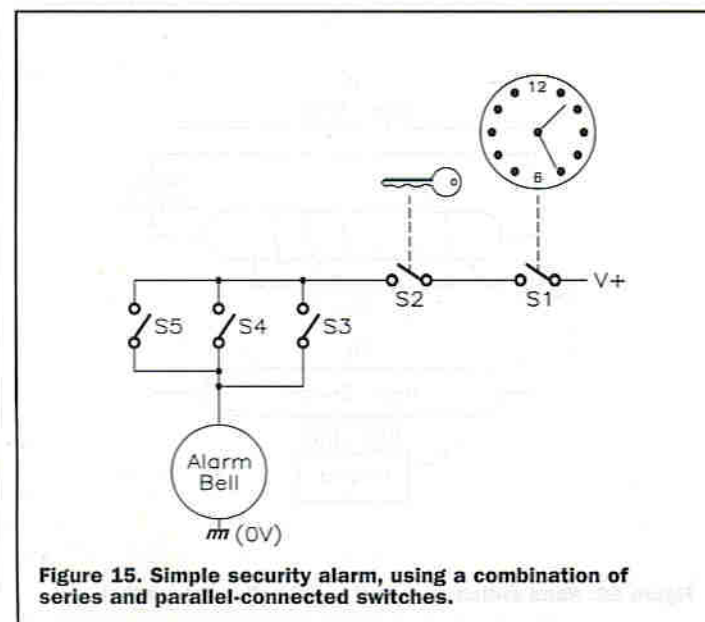 12
6
V+
S2
S1
S5
S4
S3
Alarm
Bell
(0V)
Figure 15. Simple security alarm, using a combination of
series and parallel-connected switches.